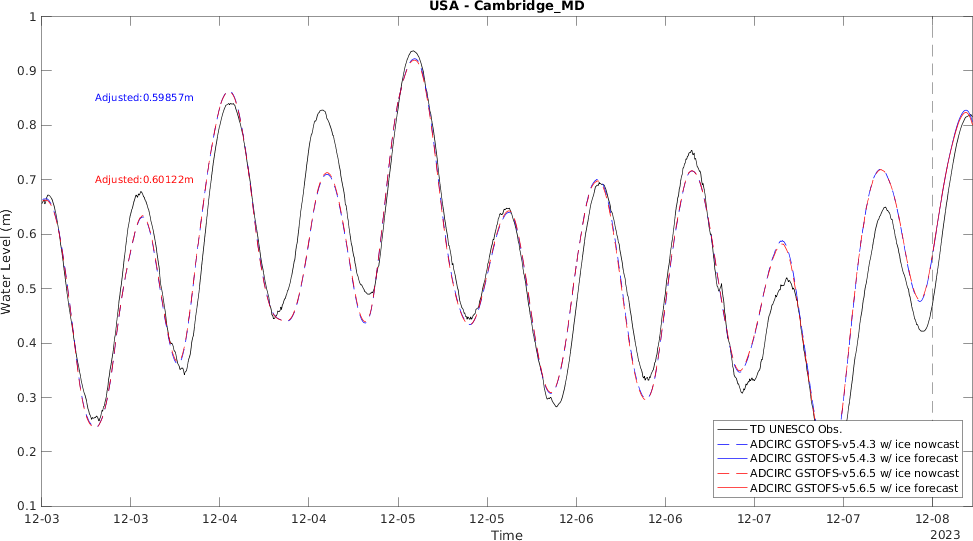 USA - Cambridge_MD
1
0.9
0.8
0.7
0.6
0.5
0.4
0.3
0.2
0.1
Water Level (m)
Adjusted:0.59857m
Adjusted:0.60122m
TD UNESCO Obs.
ADCIRC GSTOFS-v5.4.3 w/ ice nowcast
ADCIRC GSTOFS-v5.4.3 w/ ice forecast
ADCIRC GSTOFS-v5.6.5 w/ ice nowcast
ADCIRC GSTOFS-v5.6.5 w/ ice forecast
12-03 12-03 12-04 12-04 12-05 12-05 12-06 12-06 12-07 12-07 12-08
2023
Time